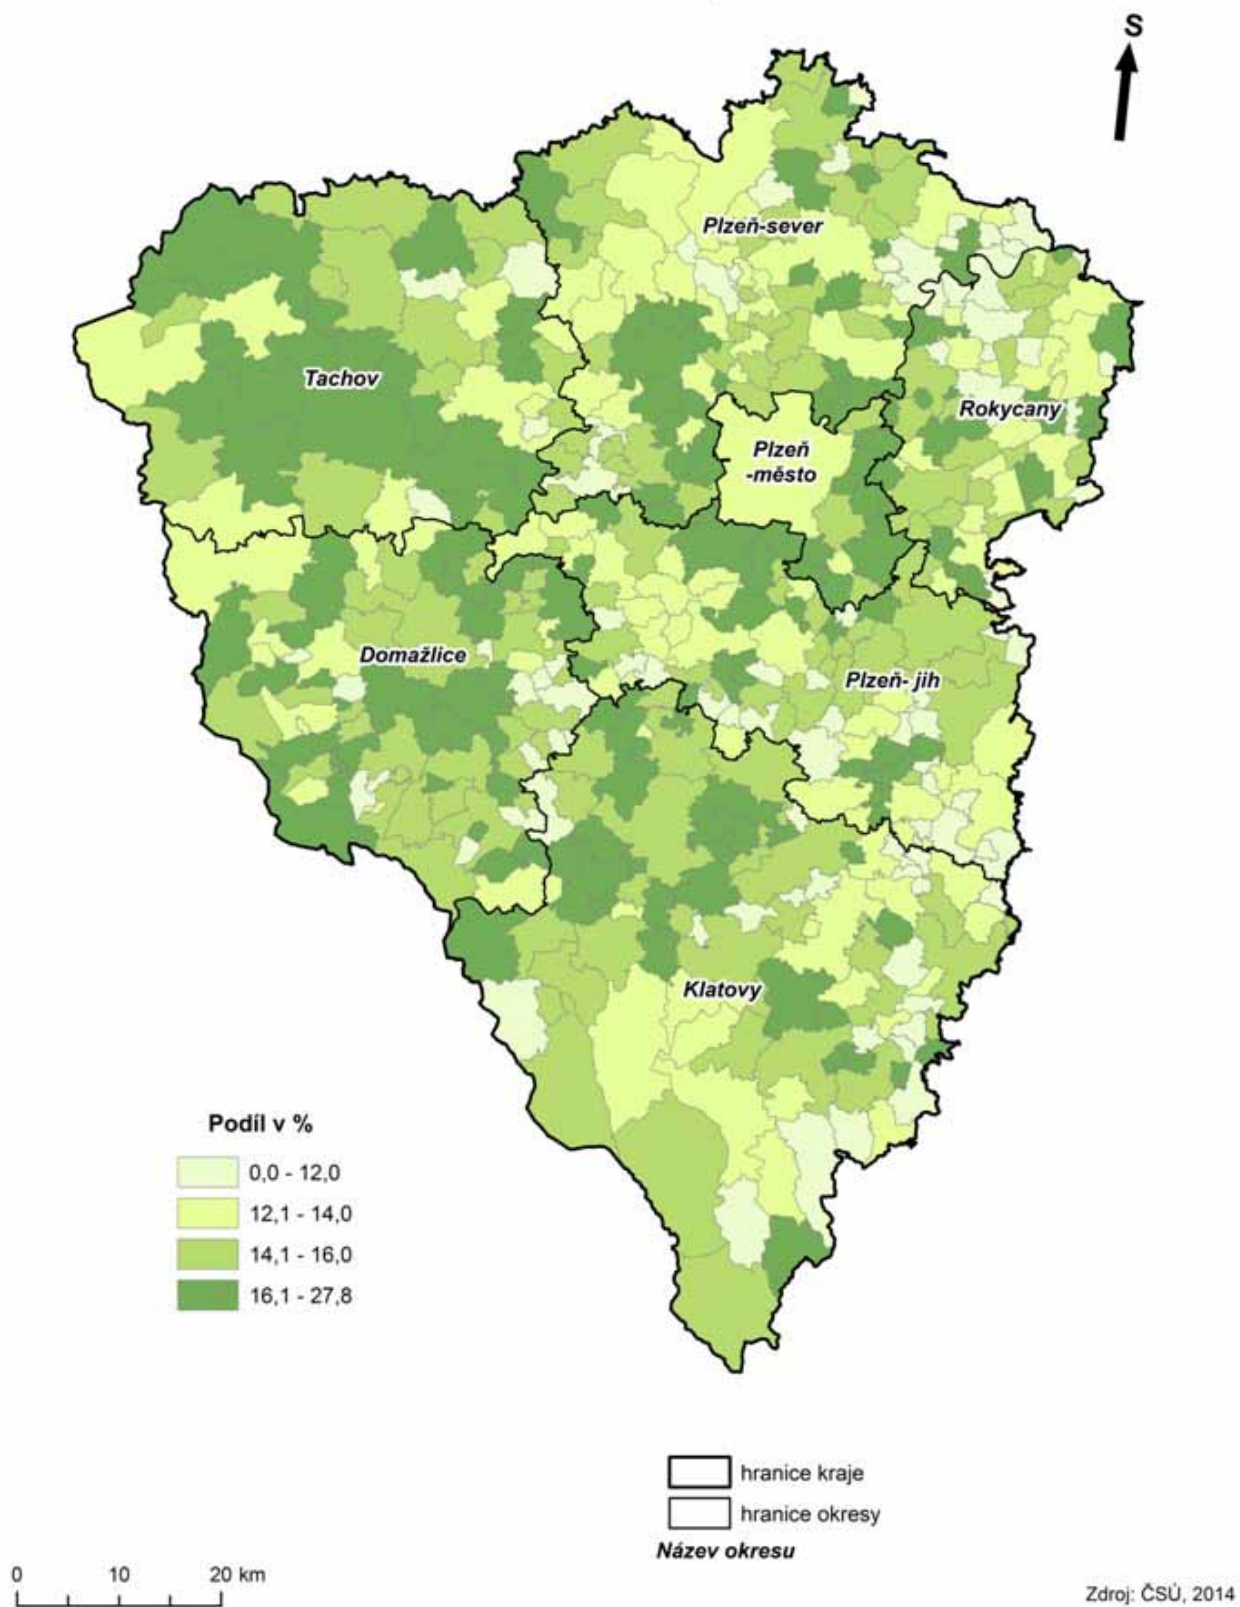 S
Plzeň-sever
Tachov
Rokycany
Plzeň
-město
Domažlice
Plzeň- jih
Klatovy
Podíl v %
0,0 - 12,0
12,1 - 14,0
14,1 - 16,0
16,1 - 27,8
hranice kraje
hranice okresy
Název okresu
0 10 20 km
Zdroj: ČSÚ, 2014